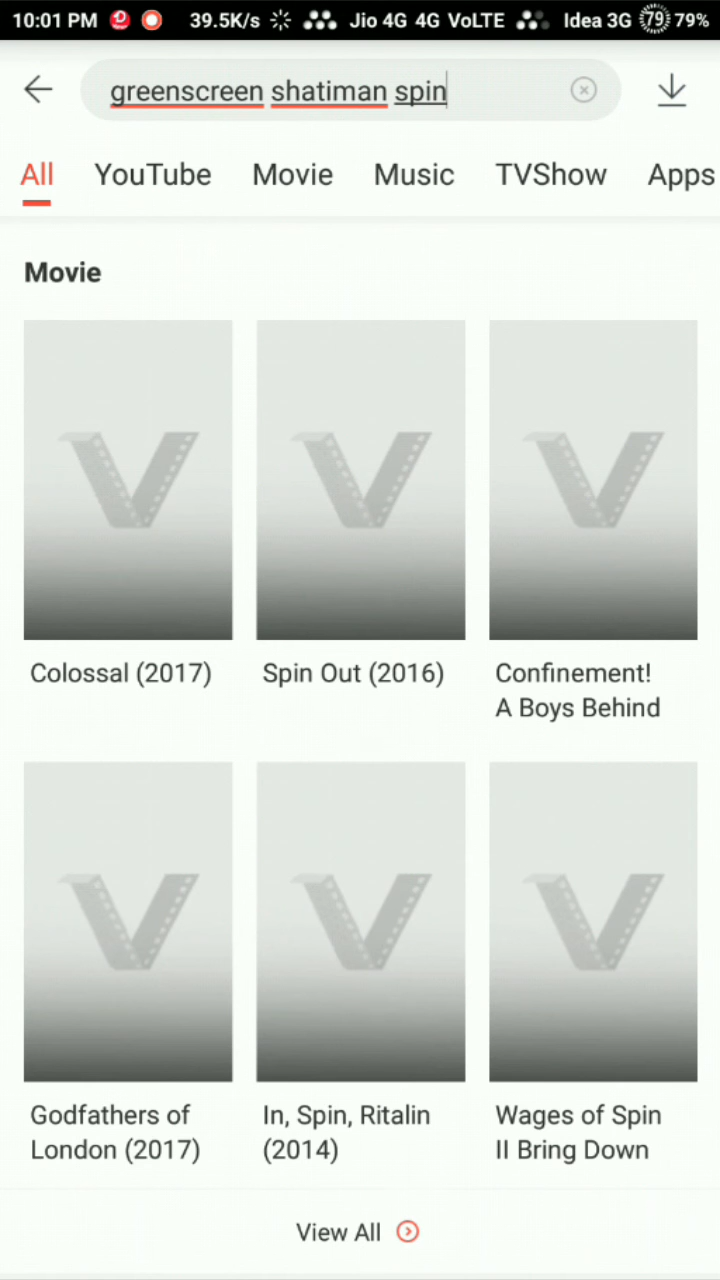 10:01 PM 39.5K/s Jio 4G 4G VoLTE Idea 3G 79 79%
greenscreen shatiman spin
All YouTube Movie Music TVShow Apps
Movie
Colossal (2017)
Spin Out (2016)
Confinement!
A Boys Behind
Godfathers of
London (2017)
In, Spin, Ritalin
(2014)
Wages of Spin
II Bring Down
View All